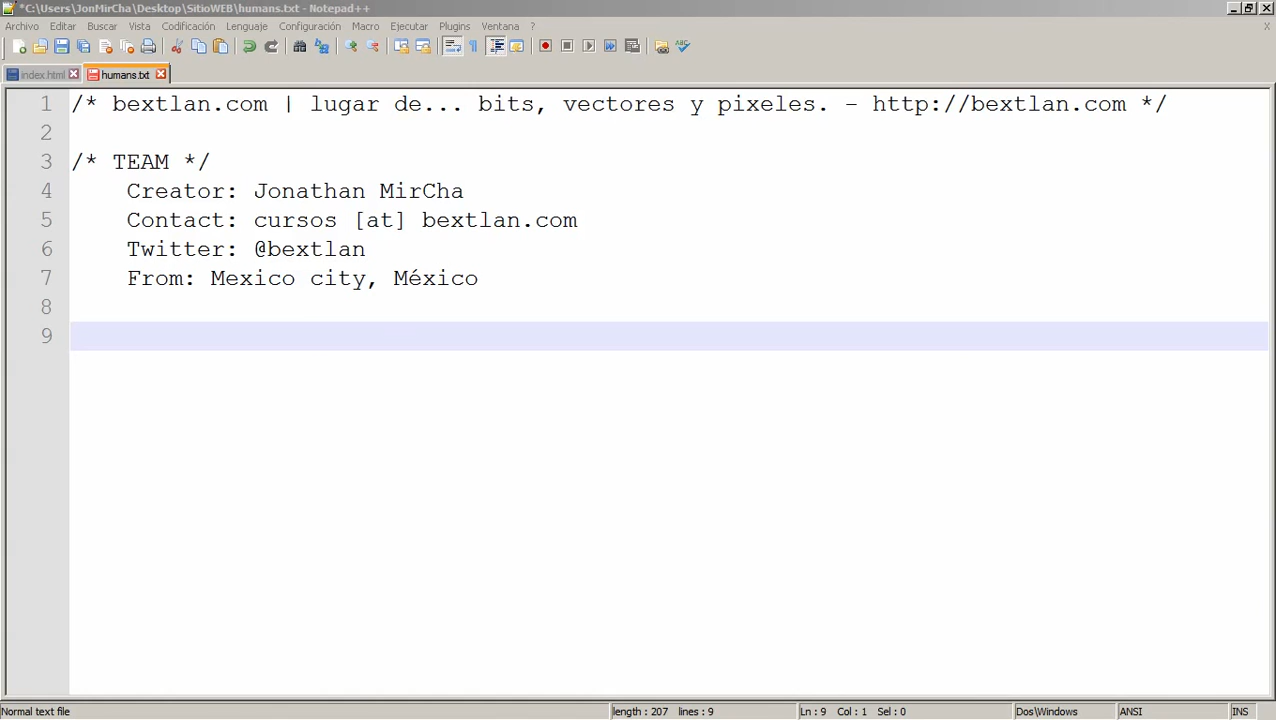 *C:\Users\JonMirCha\Desktop\SitioWEB\humans.txt - Notepad++
Archivo Editar Buscar Vista Codificación Lenguaje Configuración Macro Ejecutar Plugins Ventana ? X
index.html humans.txt
1 /* bextlan.com | lugar de... bits, vectores y pixeles. - http://bextlan.com */
2
3 /* TEAM */
4 Creator: Jonathan MirCha
5 Contact: cursos [at] bextlan.com
6 Twitter: @bextlan
7 From: Mexico city, México
8
9
Normal text file length : 207 lines : 9 Ln : 9 Col : 1 Sel : 0 Dos\Windows ANSI INS